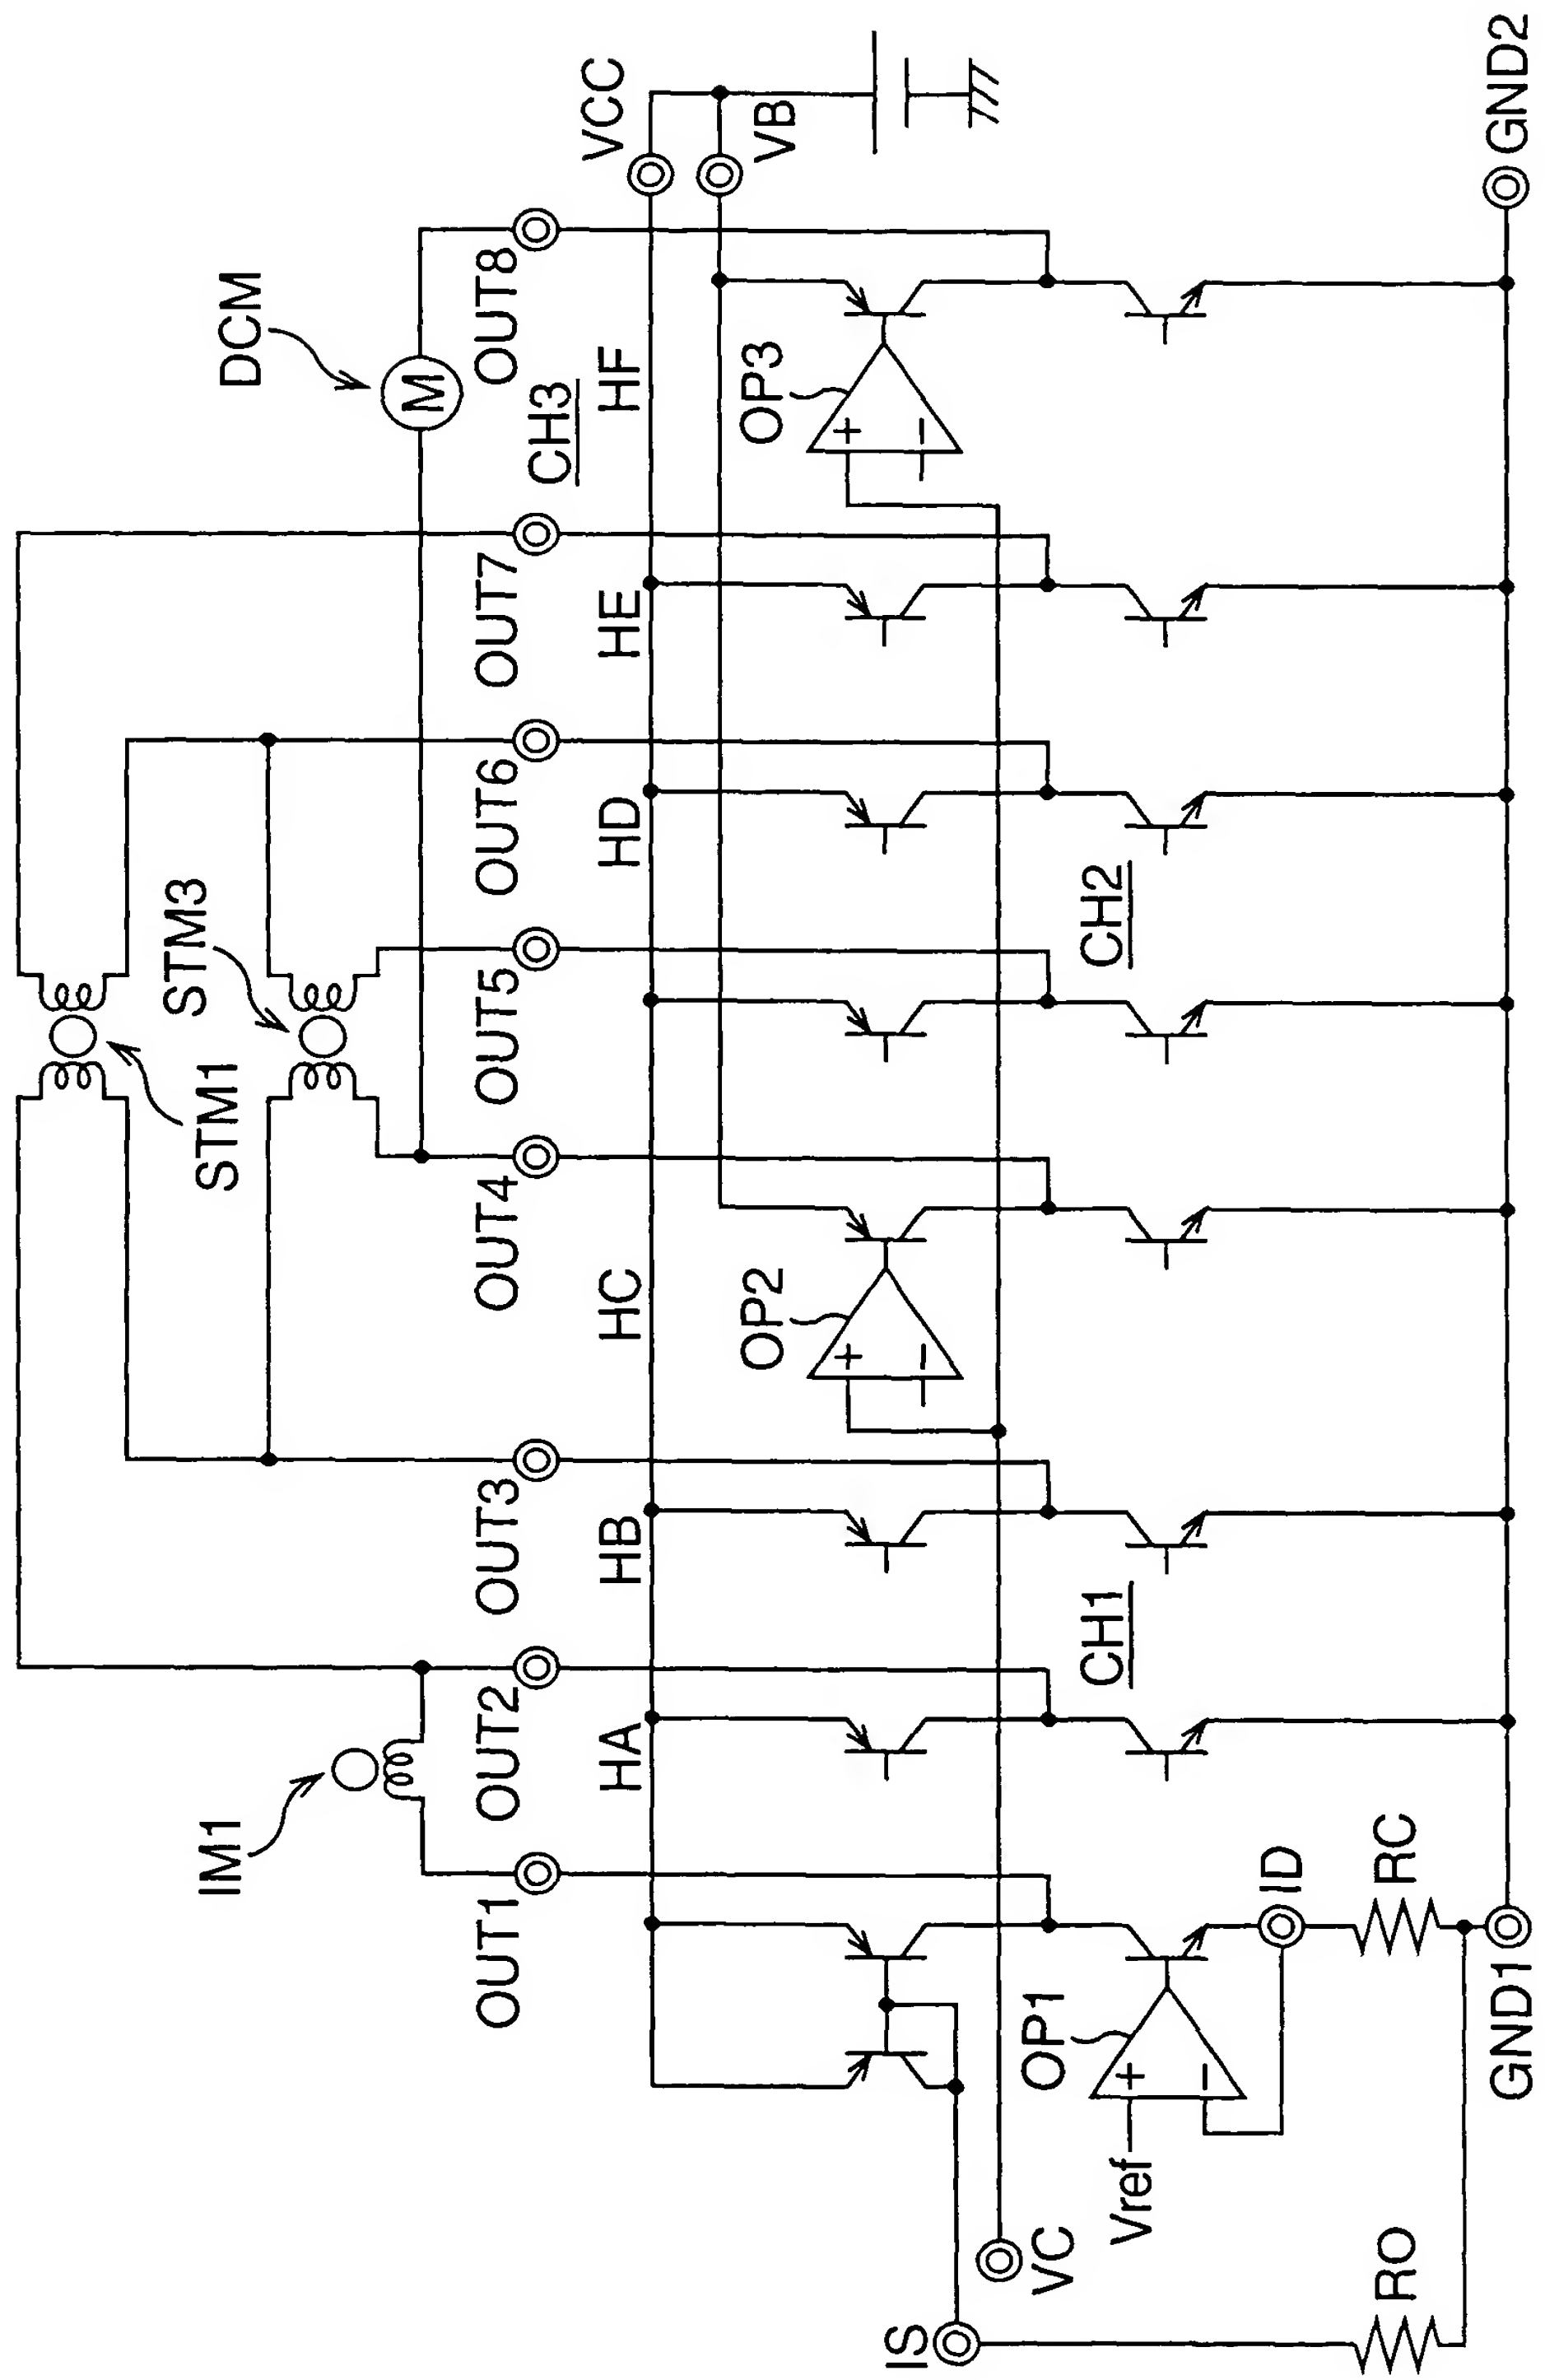 STM1
STM3
IM1
DCM
OUT1
OUT2
OUT3
OUT4
OUT5
OUT6
OUT7
OUT8
M
CH3
VCC
HA
HB
HC
HD
HE
HF
VB
OP2
+
-
OP3
+
-
IS
VC
OP1
Vref
+
-
CH1
CH2
ID
RO
RC
GND1
GND2